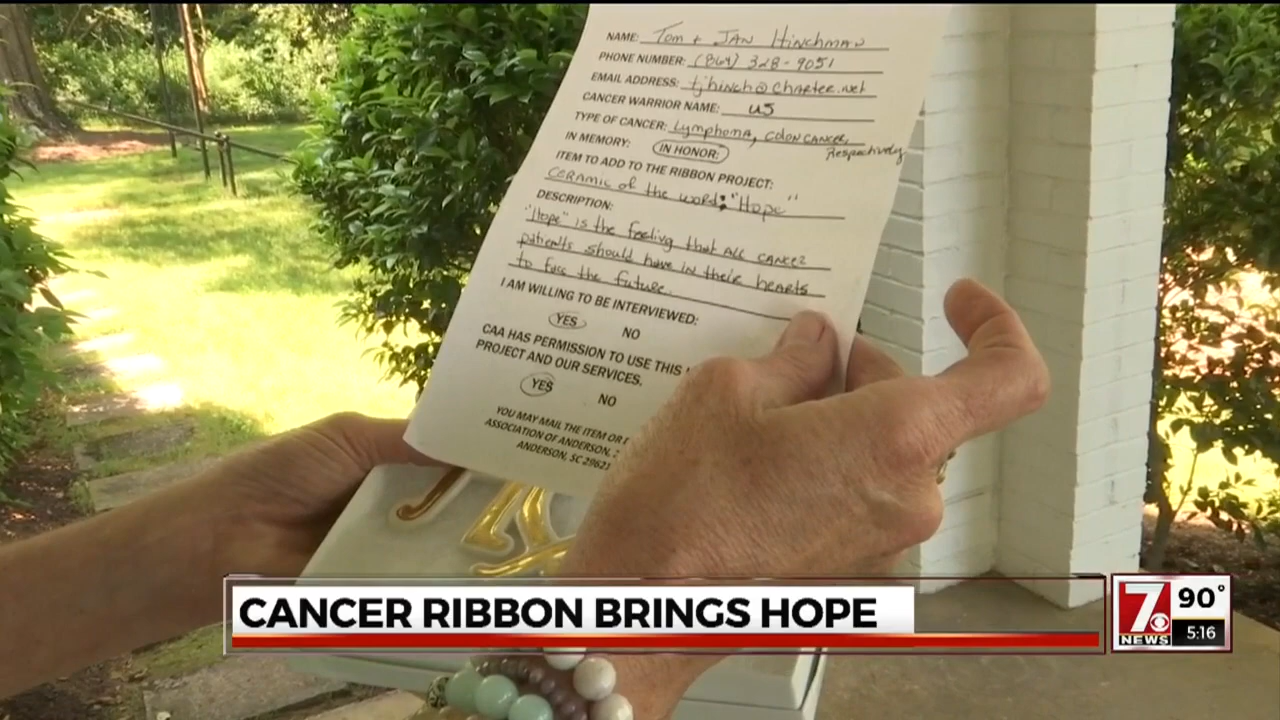 NAME: Tom + JAN Hinchman
PHONE NUMBER: (864) 328-9051
EMAIL ADDRESS: tjhinch@charter.net
CANCER WARRIOR NAME: us
TYPE OF CANCER: Lymphoma, COLON CANCER,
Respectively
IN MEMORY: IN HONOR:
ITEM TO ADD TO THE RIBBON PROJECT:
CERAMIC of the word: "Hope"
DESCRIPTION:
"Hope" is the feeling that ALL CANCER
patients should have in their hearts
to face the future.
I AM WILLING TO BE INTERVIEWED:
YES NO
CAA HAS PERMISSION TO USE THIS
PROJECT AND OUR SERVICES.
YES NO
YOU MAY MAIL THE ITEM OR
ASSOCIATION OF ANDERSON, 2
ANDERSON, SC 29621
CANCER RIBBON BRINGS HOPE
7 NEWS
90°
5:16